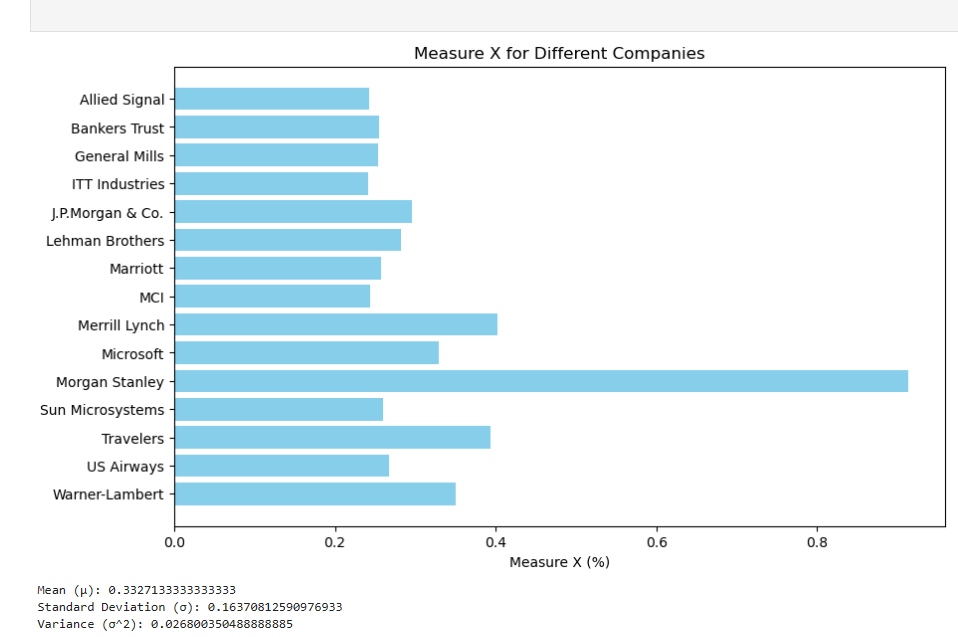 Measure X for Different Companies
Allied Signal
Bankers Trust
General Mills
ITT Industries
J.P.Morgan & Co.
Lehman Brothers
Marriott
MCI
Merrill Lynch
Microsoft
Morgan Stanley
Sun Microsystems
Travelers
US Airways
Warner-Lambert
0.0 0.2 0.4 0.6 0.8
Measure X (%)
Mean (μ): 0.3327133333333333
Standard Deviation (σ): 0.16370812590976933
Variance (σ^2): 0.026800350488888885